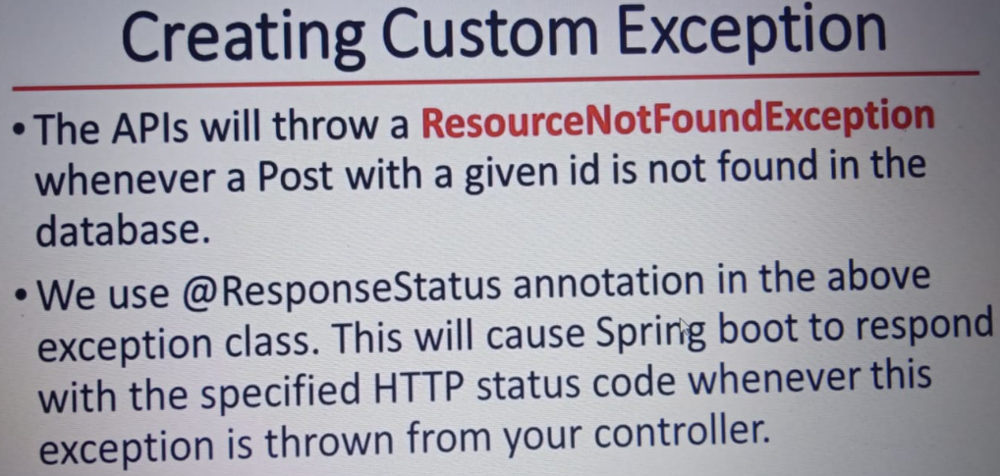 Creating Custom Exception
• The APIs will throw a ResourceNotFoundException
whenever a Post with a given id is not found in the
database.
• We use @ResponseStatus annotation in the above
exception class. This will cause Spring boot to respond
with the specified HTTP status code whenever this
exception is thrown from your controller.